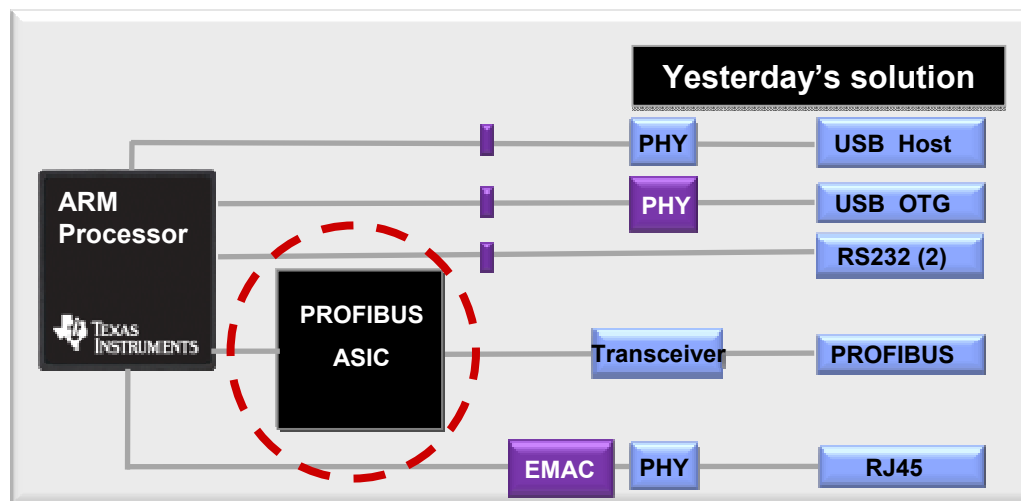 Yesterday's solution
PHY
USB Host
ARM
Processor
PHY
USB OTG
RS232 (2)
PROFIBUS
ASIC
TEXAS
INSTRUMENTS
Transceiver
PROFIBUS
EMAC
PHY
RJ45